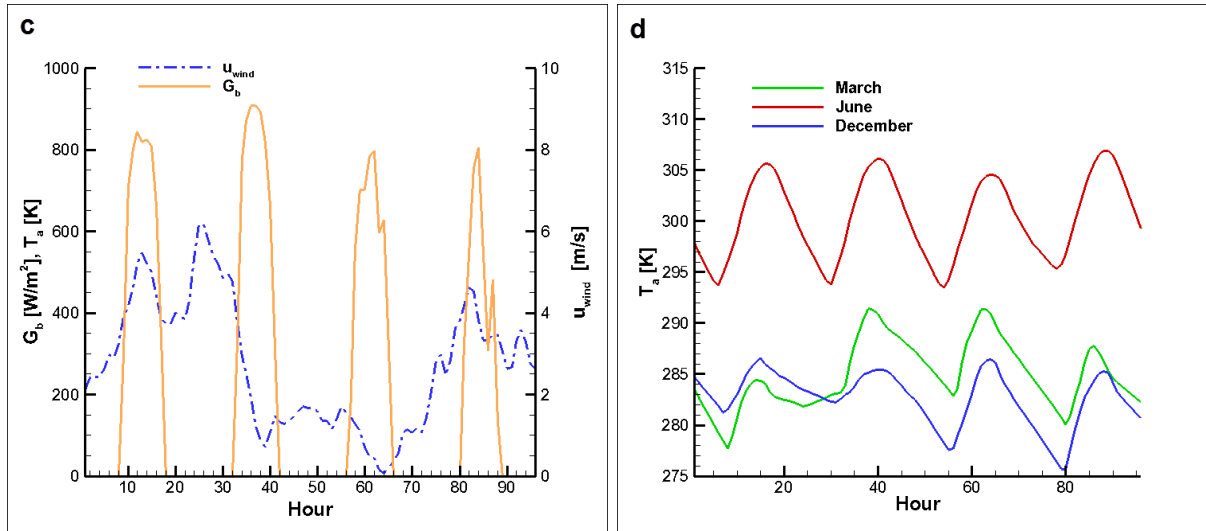 c
u_wind
G_b
1000
800
600
400
200
0
G_b [W/m²], T_a [K]
10
8
6
4
2
0
u_wind [m/s]
10 20 30 40 50 60 70 80 90
Hour
d
March
June
December
315
310
305
300
295
290
285
280
275
T_a [K]
20 40 60 80
Hour